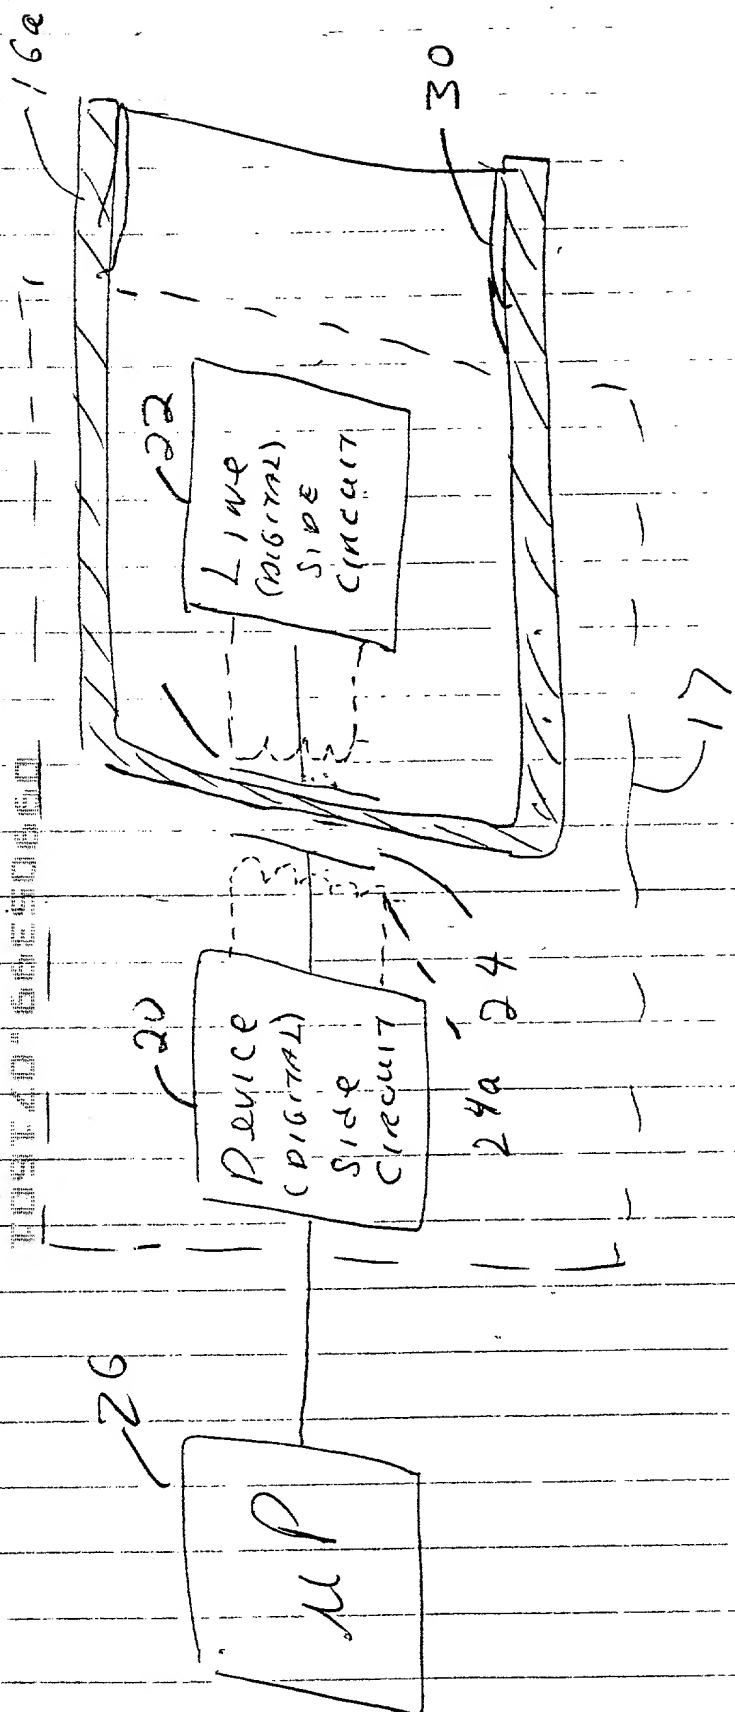 16a
30
22
Line
(DIGITAL)
SIDE
CIRCUIT
17
20
Device
(DIGITAL)
Side
CIRCUIT
24
24a
26
uP